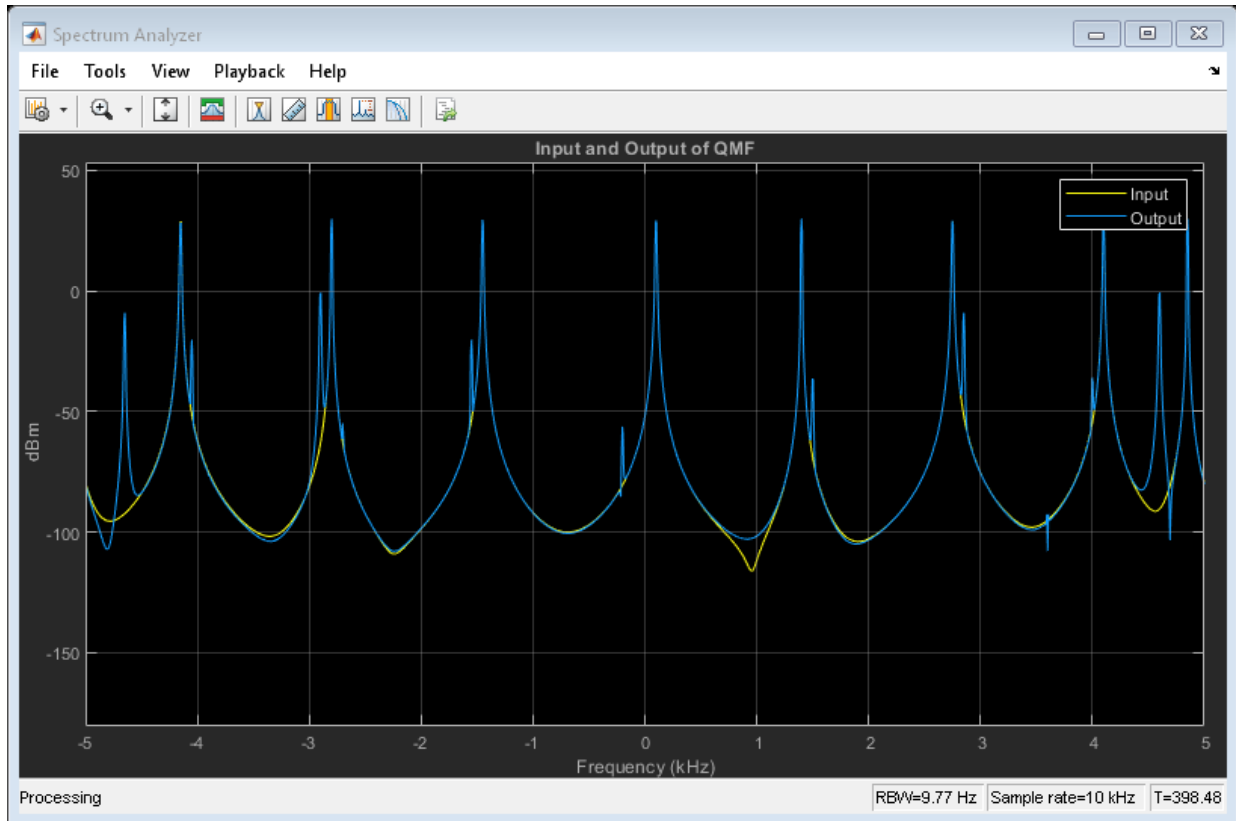 Spectrum Analyzer
File Tools View Playback Help
Input and Output of QMF
Input
Output
50
0
-50
-100
-150
dBm
-5 -4 -3 -2 -1 0 1 2 3 4 5
Frequency (kHz)
Processing RBW=9.77 Hz Sample rate=10 kHz T=398.48